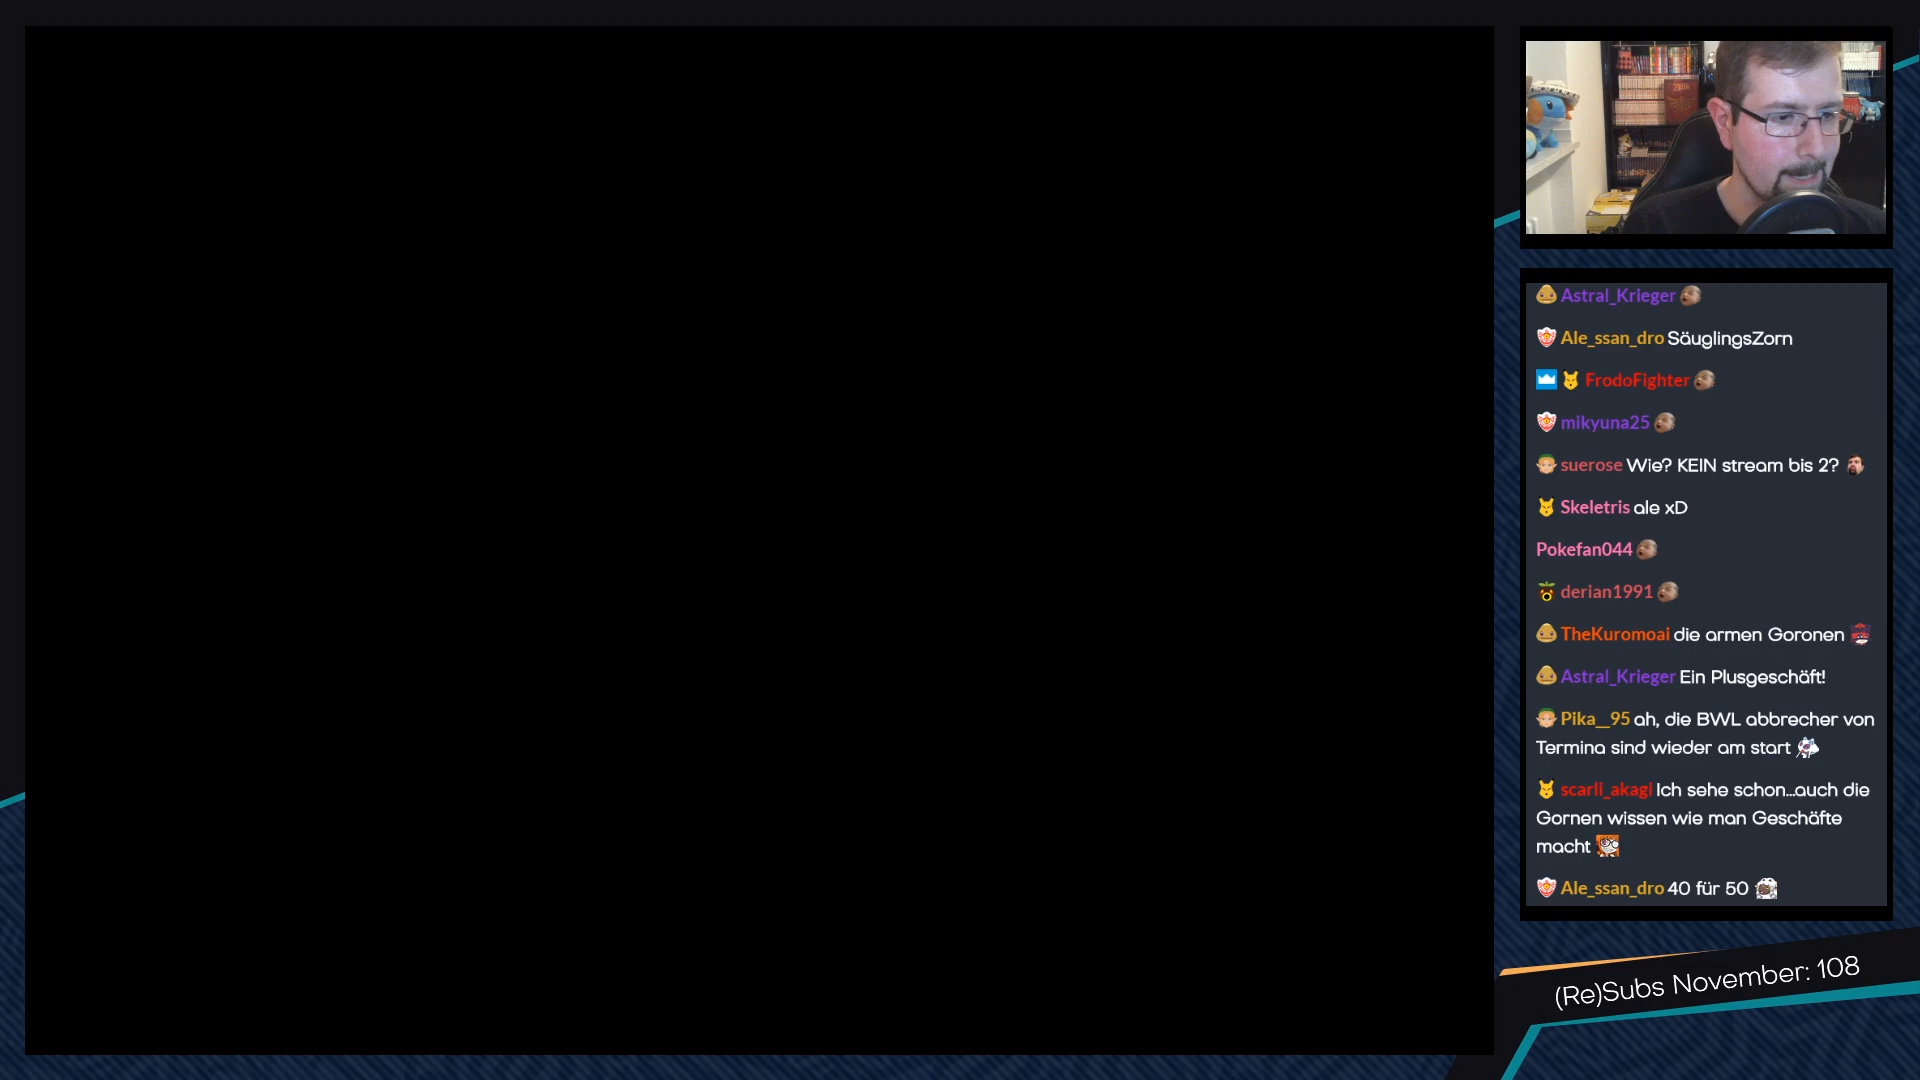 Astral_Krieger
Ale_ssan_dro SäuglingsZorn
FrodoFighter
mikyuna25
suerose Wie? KEIN stream bis 2?
Skeletris ale xD
Pokefan044
derian1991
TheKuromoai die armen Goronen
Astral_Krieger Ein Plusgeschäft!
Pika__95 ah, die BWL abbrecher von
Termina sind wieder am start
scarli_akagi Ich sehe schon...auch die
Gornen wissen wie man Geschäfte
macht
Ale_ssan_dro 40 für 50
(Re)Subs November: 108